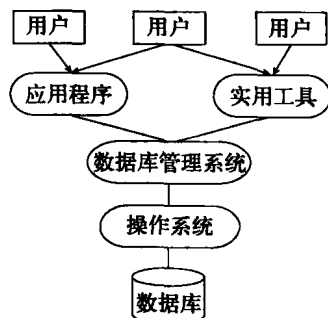 用户 用户 用户
应用程序 实用工具
数据库管理系统
操作系统
数据库